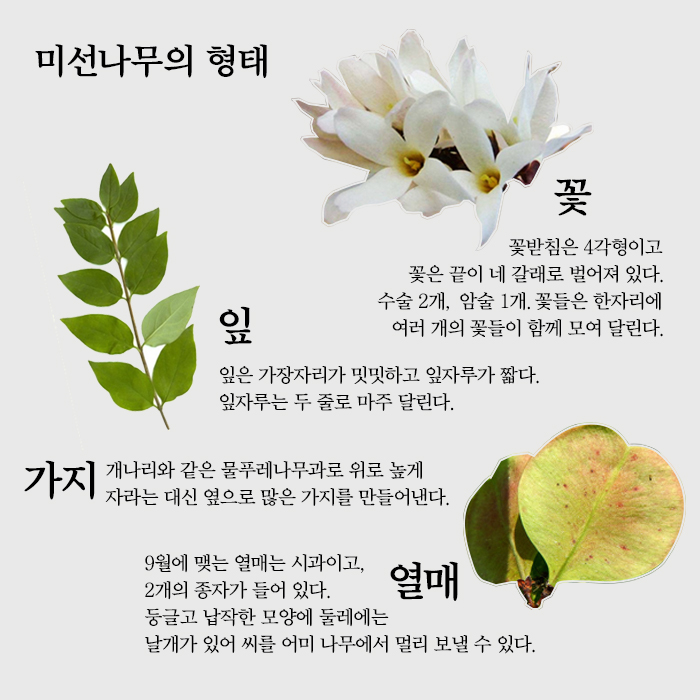 미선나무의 형태
꽃
꽃받침은 4각형이고
꽃은 끝이 네 갈래로 벌어져 있다.
수술 2개, 암술 1개. 꽃들은 한자리에
여러 개의 꽃들이 함께 모여 달린다.
잎
잎은 가장자리가 밋밋하고 잎자루가 짧다.
잎자루는 두 줄로 마주 달린다.
가지
개나리와 같은 물푸레나무과로 위로 높게
자라는 대신 옆으로 많은 가지를 만들어낸다.
열매
9월에 맺는 열매는 시과이고,
2개의 종자가 들어 있다.
둥글고 납작한 모양에 둘레에는
날개가 있어 씨를 어미 나무에서 멀리 보낼 수 있다.